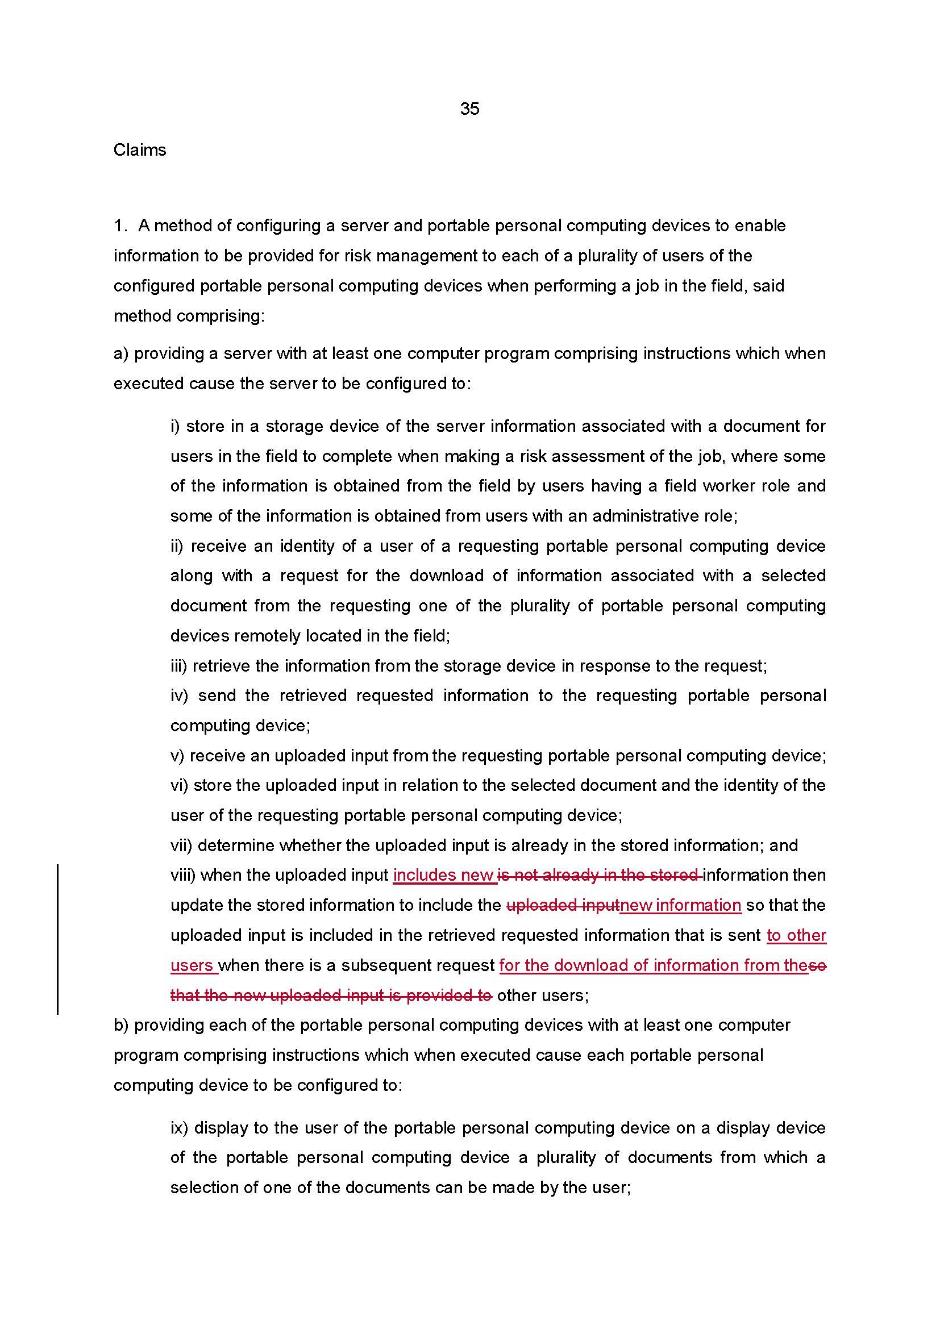 35
Claims
1. A method of configuring a server and portable personal computing devices to enable
information to be provided for risk management to each of a plurality of users of the
configured portable personal computing devices when performing a job in the field, said
method comprising:
a) providing a server with at least one computer program comprising instructions which when
executed cause the server to be configured to:
i) store in a storage device of the server information associated with a document for
users in the field to complete when making a risk assessment of the job, where some
of the information is obtained from the field by users having a field worker role and
some of the information is obtained from users with an administrative role;
ii) receive an identity of a user of a requesting portable personal computing device
along with a request for the download of information associated with a selected
document from the requesting one of the plurality of portable personal computing
devices remotely located in the field;
iii) retrieve the information from the storage device in response to the request;
iv) send the retrieved requested information to the requesting portable personal
computing device;
v) receive an uploaded input from the requesting portable personal computing device;
vi) store the uploaded input in relation to the selected document and the identity of the
user of the requesting portable personal computing device;
vii) determine whether the uploaded input is already in the stored information; and
viii) when the uploaded input includes new is not already in the stored information then
update the stored information to include the uploaded inputnew information so that the
uploaded input is included in the retrieved requested information that is sent to other
users when there is a subsequent request for the download of information from theso
that the new uploaded input is provided to other users;
b) providing each of the portable personal computing devices with at least one computer
program comprising instructions which when executed cause each portable personal
computing device to be configured to:
ix) display to the user of the portable personal computing device on a display device
of the portable personal computing device a plurality of documents from which a
selection of one of the documents can be made by the user;